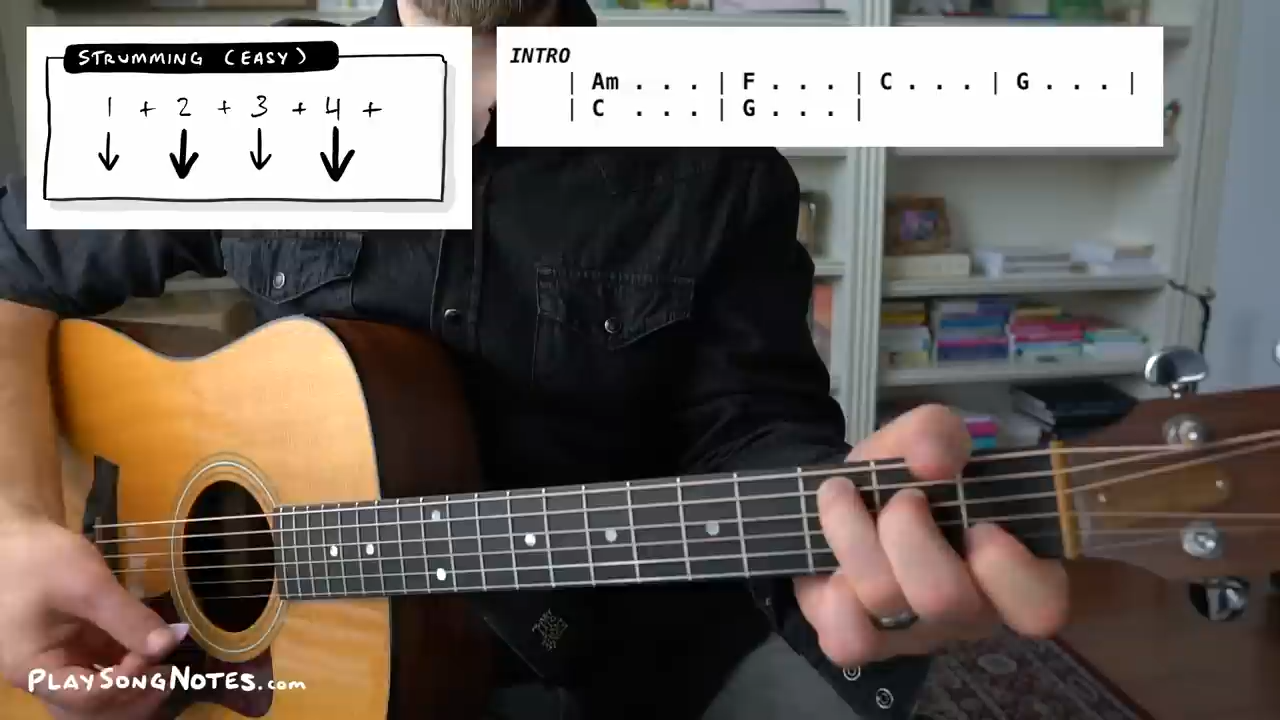 STRUMMING (EASY)
1 + 2 + 3 + 4 +
INTRO
| Am . . . | F . . . | C . . . | G . . . |
| C . . . | G . . . |
PLAYSONGNOTES.com